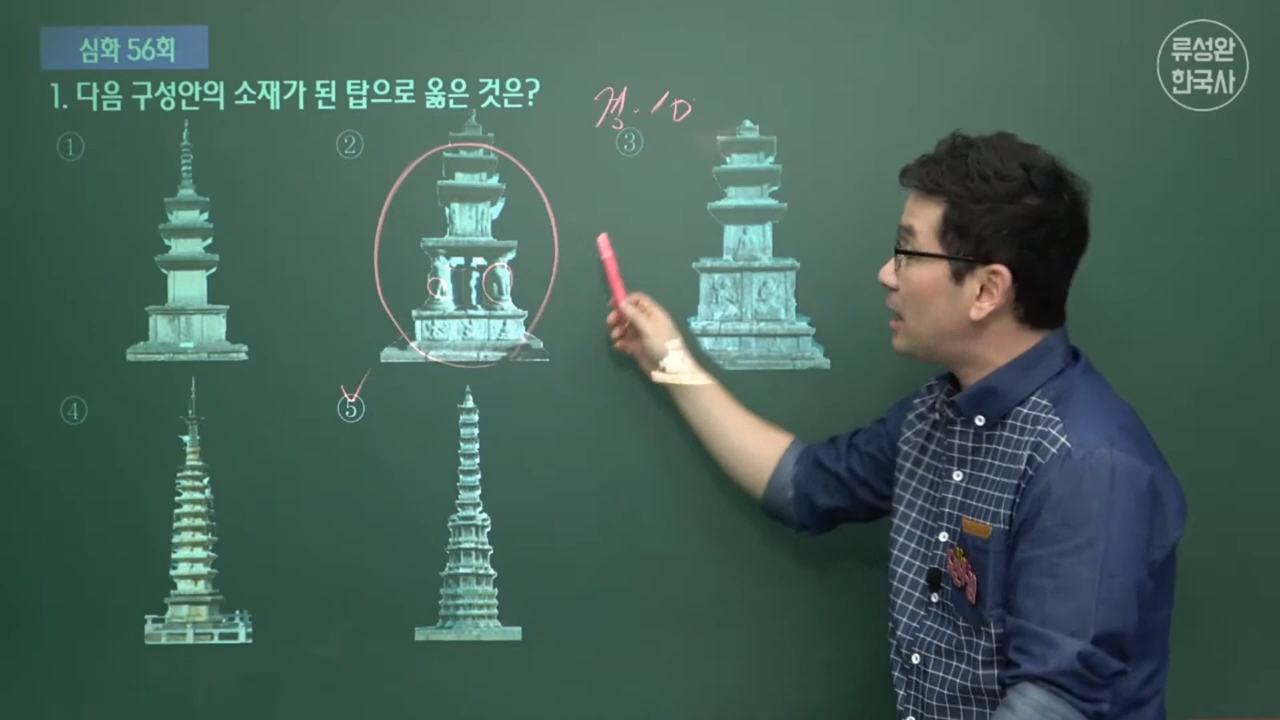 심화 56회
1. 다음 구성안의 소재가 된 탑으로 옳은 것은?
경.10
류성완
한국사
①
②
③
④
⑤